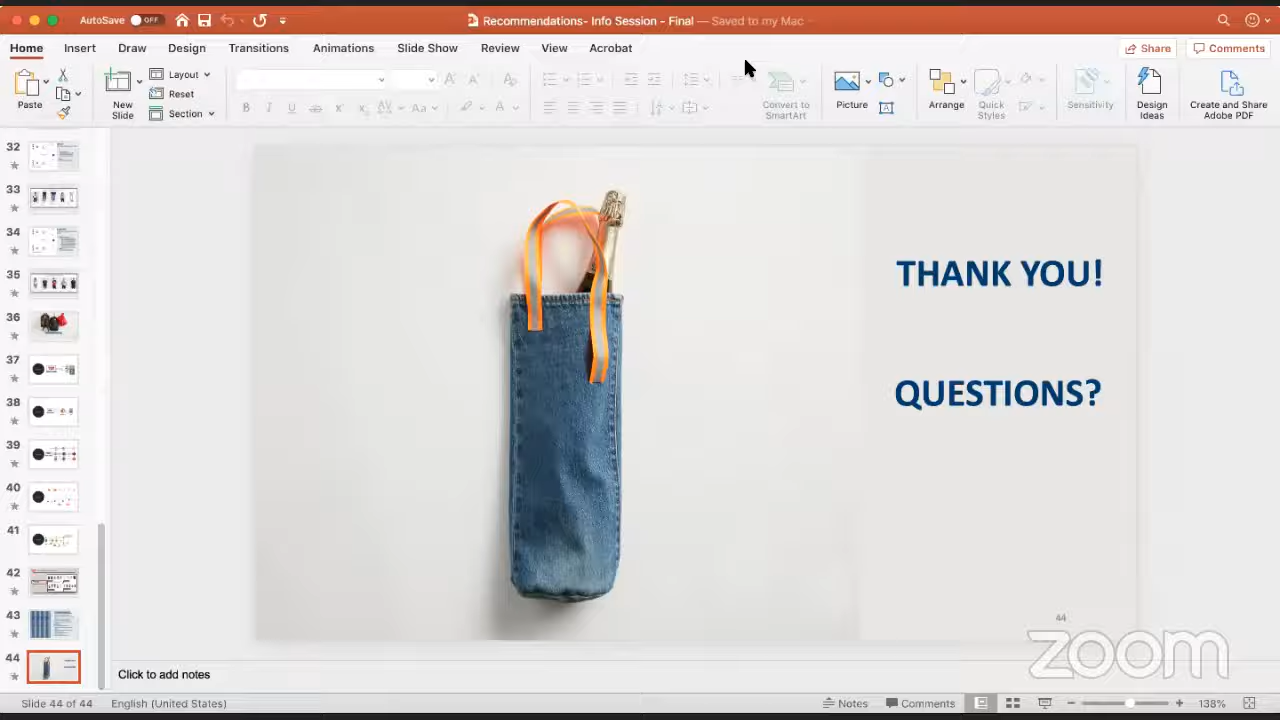 AutoSave OFF
Recommendations- Info Session - Final — Saved to my Mac
Home Insert Draw Design Transitions Animations Slide Show Review View Acrobat Share Comments
Paste
New Slide
Layout
Reset
Section
Convert to SmartArt
Picture
Arrange
Quick Styles
Sensitivity
Design Ideas
Create and Share Adobe PDF
32
33
34
35
36
37
38
39
40
41
42
43
44
THANK YOU!
QUESTIONS?
44
zoom
Click to add notes
Slide 44 of 44 English (United States) Notes Comments 138%